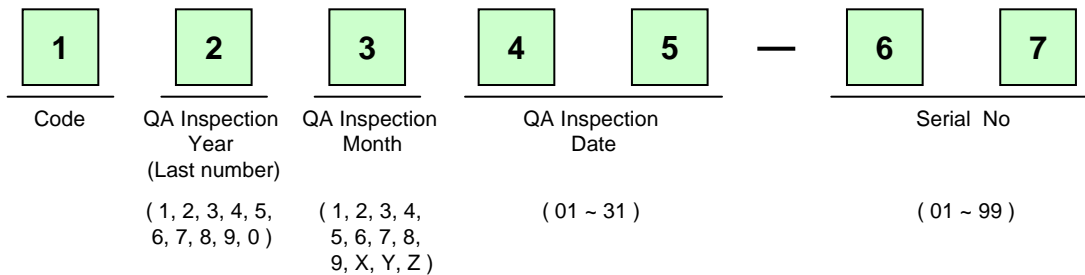 1 2 3 4 5 — 6 7
Code QA Inspection QA Inspection QA Inspection Serial No
Year Month Date
(Last number)
( 1, 2, 3, 4, 5, ( 1, 2, 3, 4, ( 01 ~ 31 ) ( 01 ~ 99 )
6, 7, 8, 9, 0 ) 5, 6, 7, 8,
9, X, Y, Z )